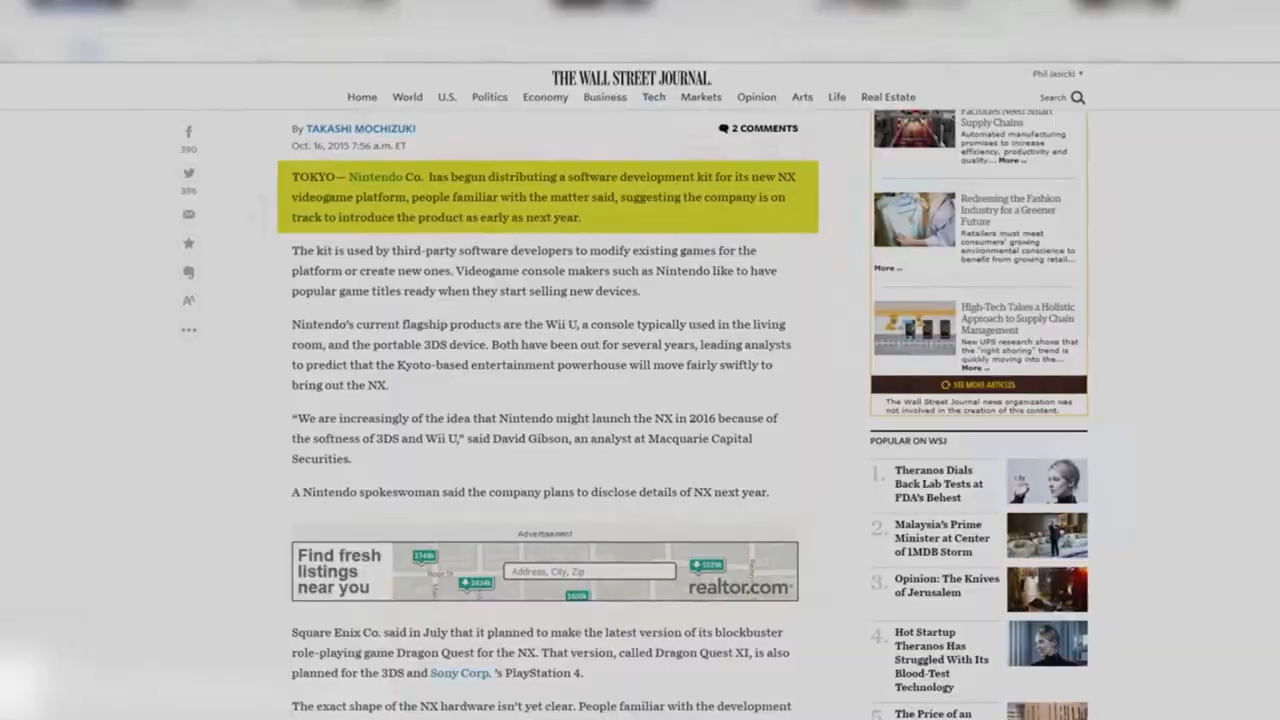 THE WALL STREET JOURNAL.
Phil Jasicki
Home World U.S. Politics Economy Business Tech Markets Opinion Arts Life Real Estate
Search
By TAKASHI MOCHIZUKI
2 COMMENTS
Oct. 16, 2015 7:56 a.m. ET
390
386
TOKYO— Nintendo Co. has begun distributing a software development kit for its new NX
videogame platform, people familiar with the matter said, suggesting the company is on
track to introduce the product as early as next year.
The kit is used by third-party software developers to modify existing games for the
platform or create new ones. Videogame console makers such as Nintendo like to have
popular game titles ready when they start selling new devices.
Nintendo's current flagship products are the Wii U, a console typically used in the living
room, and the portable 3DS device. Both have been out for several years, leading analysts
to predict that the Kyoto-based entertainment powerhouse will move fairly swiftly to
bring out the NX.
“We are increasingly of the idea that Nintendo might launch the NX in 2016 because of
the softness of 3DS and Wii U,” said David Gibson, an analyst at Macquarie Capital
Securities.
A Nintendo spokeswoman said the company plans to disclose details of NX next year.
Advertisement
Find fresh
listings
near you
Address, City, Zip
realtor.com
Square Enix Co. said in July that it planned to make the latest version of its blockbuster
role-playing game Dragon Quest for the NX. That version, called Dragon Quest XI, is also
planned for the 3DS and Sony Corp. 's PlayStation 4.
The exact shape of the NX hardware isn't yet clear. People familiar with the development
Factories Need Smart
Supply Chains
Automated manufacturing
promises to increase
efficiency, productivity and
quality... More
Redressing the Fashion
Industry for a Greener
Future
Retailers must meet
consumers' growing
environmental conscience to
benefit from growing retail...
More
High-Tech Takes a Holistic
Approach to Supply Chain
Management
New UPS research shows that
the "right shoring" trend is
quickly moving into the...
More
SEE MORE ARTICLES
The Wall Street Journal news organization was
not involved in the creation of this content.
POPULAR ON WSJ
1. Theranos Dials
Back Lab Tests at
FDA's Behest
2. Malaysia's Prime
Minister at Center
of 1MDB Storm
3. Opinion: The Knives
of Jerusalem
4. Hot Startup
Theranos Has
Struggled With Its
Blood-Test
Technology
5. The Price of an